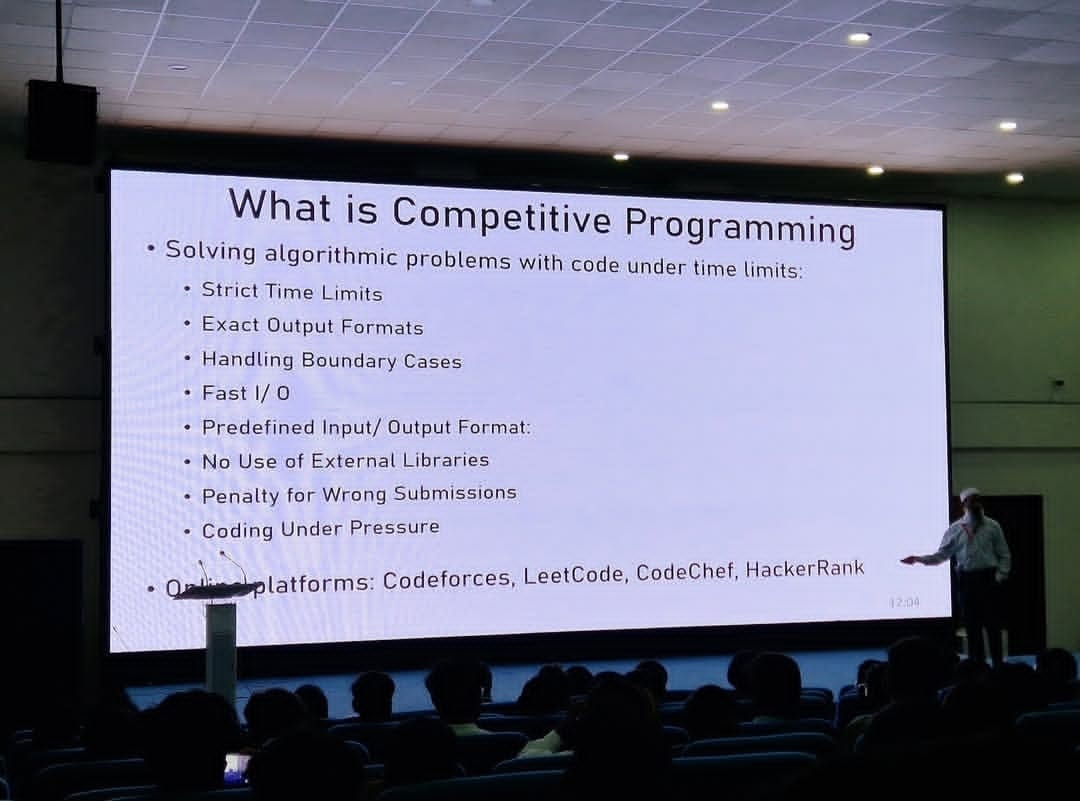 What is Competitive Programming
• Solving algorithmic problems with code under time limits:
• Strict Time Limits
• Exact Output Formats
• Handling Boundary Cases
• Fast I/ O
• Predefined Input/ Output Format:
• No Use of External Libraries
• Penalty for Wrong Submissions
• Coding Under Pressure
• Online platforms: Codeforces, LeetCode, CodeChef, HackerRank
12:04